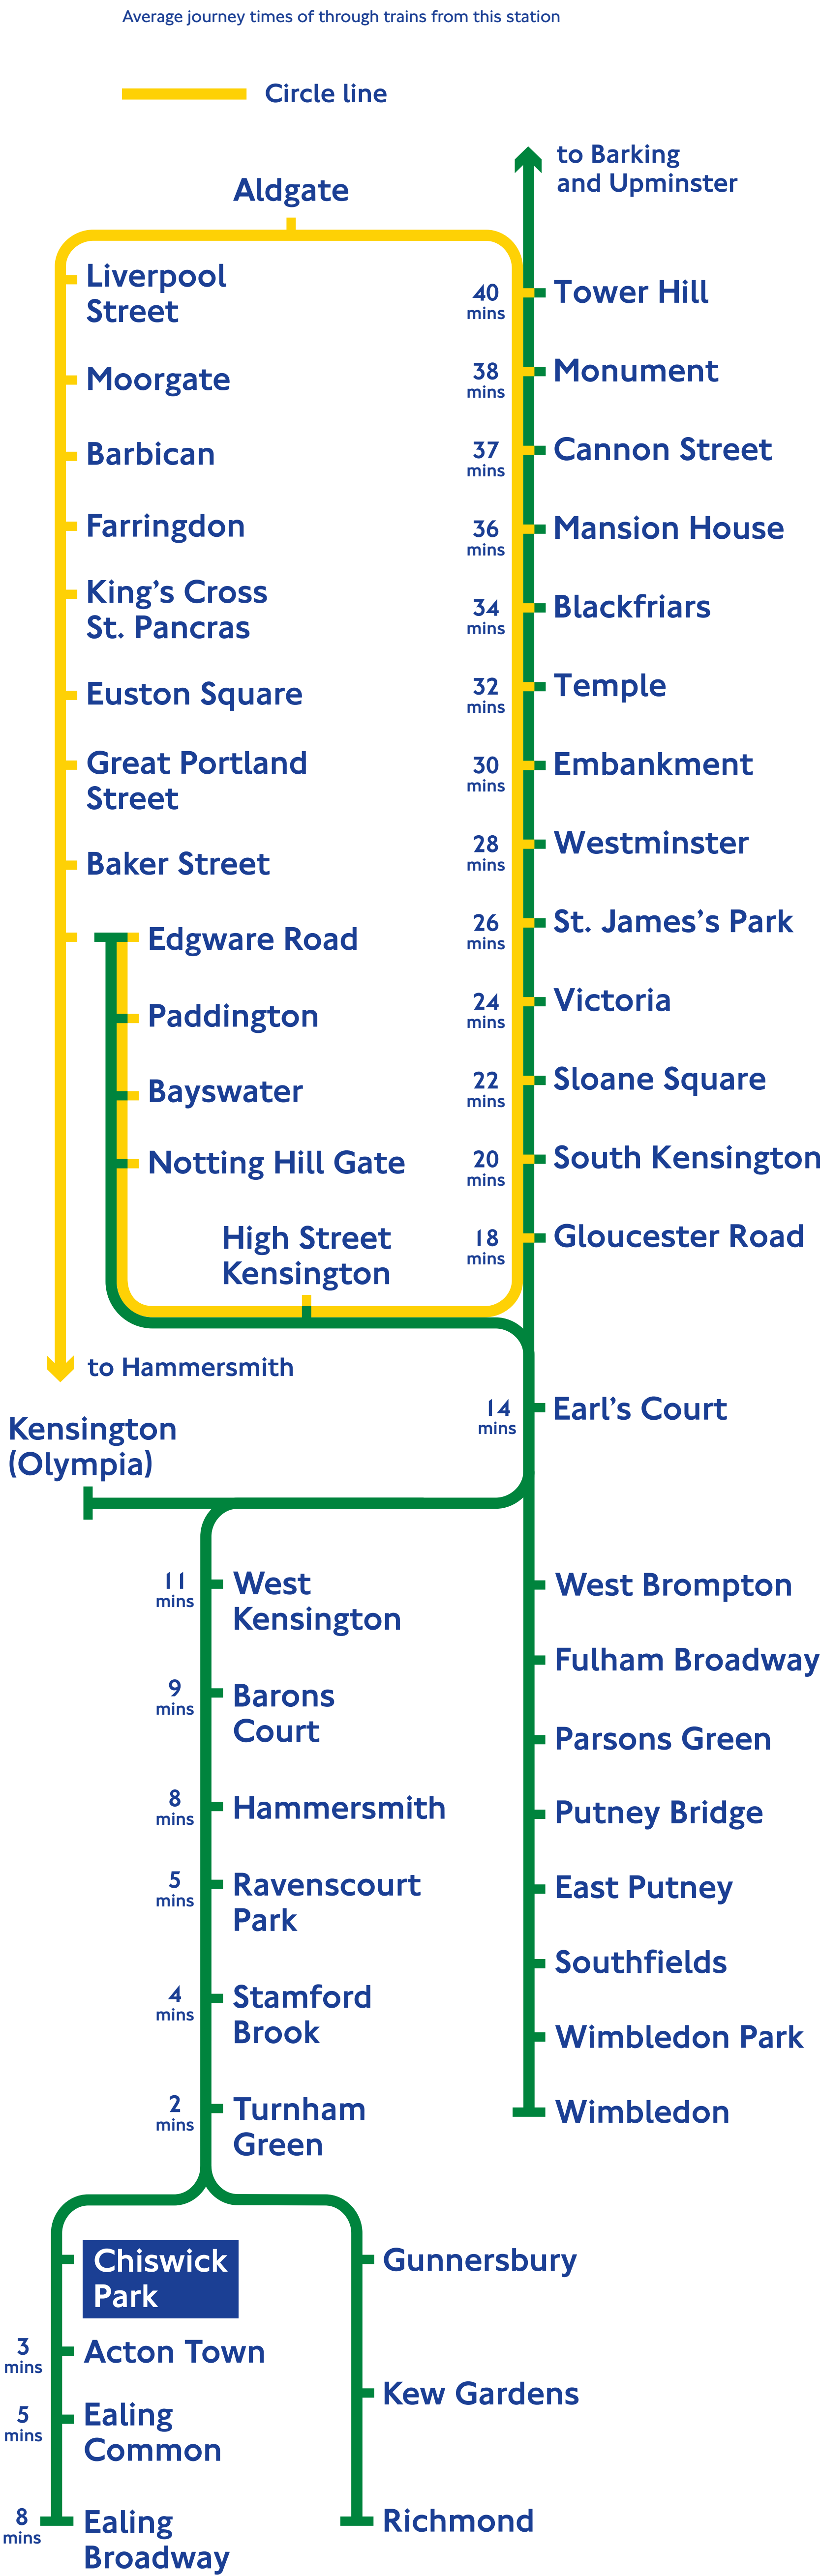 Average journey times of through trains from this station
Circle line
to Barking
and Upminster
Aldgate
Liverpool
Street
Moorgate
Barbican
Farringdon
King’s Cross
St. Pancras
Euston Square
Great Portland
Street
Baker Street
Edgware Road
Paddington
Bayswater
Notting Hill Gate
High Street
Kensington
to Hammersmith
40
mins
Tower Hill
38
mins
Monument
37
mins
Cannon Street
36
mins
Mansion House
34
mins
Blackfriars
32
mins
Temple
30
mins
Embankment
28
mins
Westminster
26
mins
St. James’s Park
24
mins
Victoria
22
mins
Sloane Square
20
mins
South Kensington
18
mins
Gloucester Road
14
mins
Earl’s Court
Kensington
(Olympia)
11
mins
West
Kensington
9
mins
Barons
Court
8
mins
Hammersmith
5
mins
Ravenscourt
Park
4
mins
Stamford
Brook
2
mins
Turnham
Green
West Brompton
Fulham Broadway
Parsons Green
Putney Bridge
East Putney
Southfields
Wimbledon Park
Wimbledon
Chiswick
Park
3
mins
Acton Town
5
mins
Ealing
Common
8
mins
Ealing
Broadway
Gunnersbury
Kew Gardens
Richmond